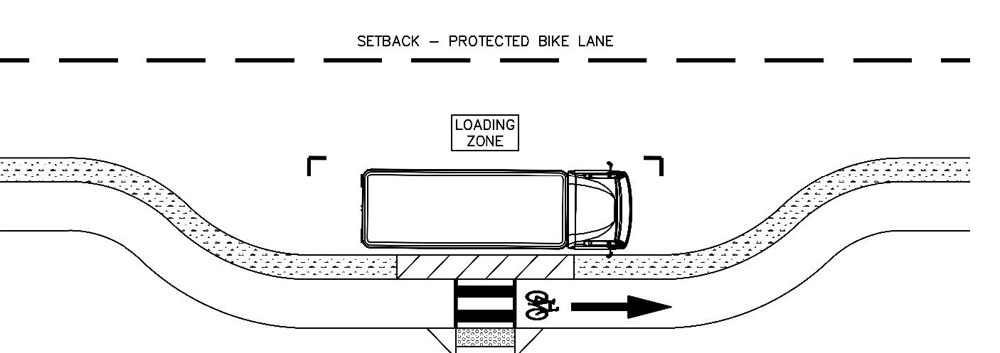 SETBACK – PROTECTED BIKE LANE
LOADING
ZONE